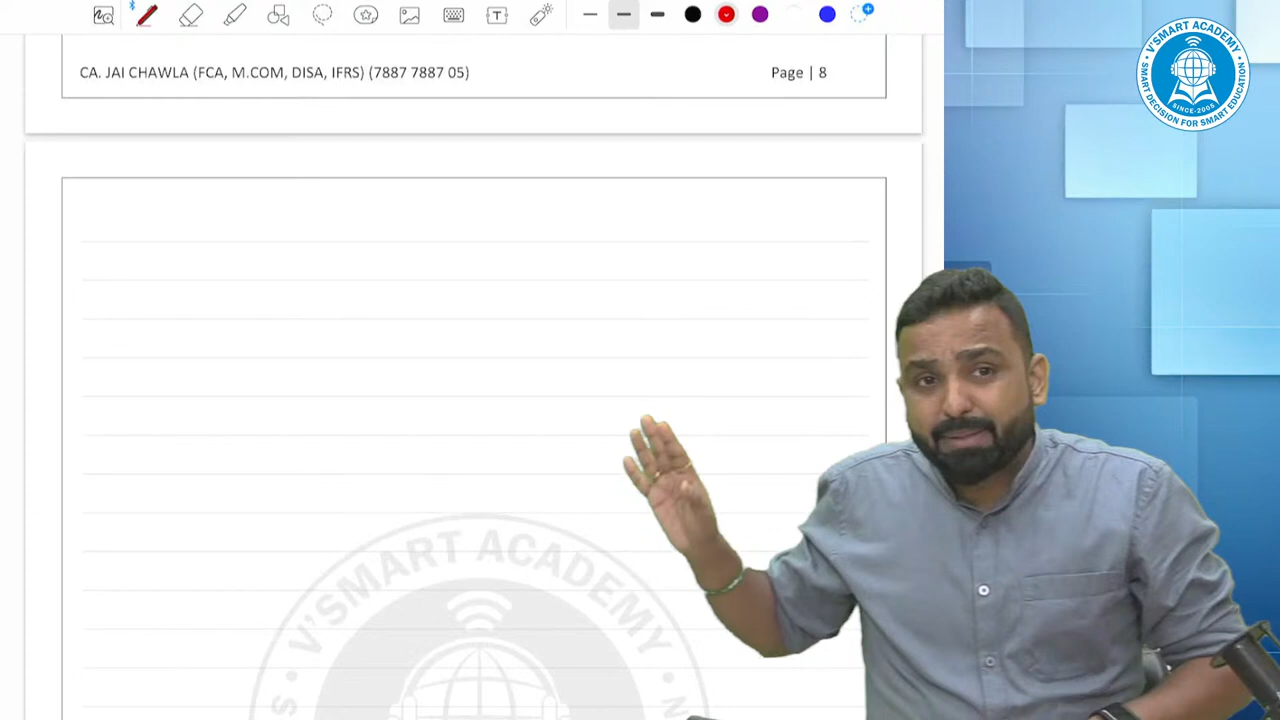 CA. JAI CHAWLA (FCA, M.COM, DISA, IFRS) (7887 7887 05)
Page | 8
V'SMART ACADEMY
SMART DECISION FOR SMART EDUCATION
SINCE-2005
V'SMART ACADEMY